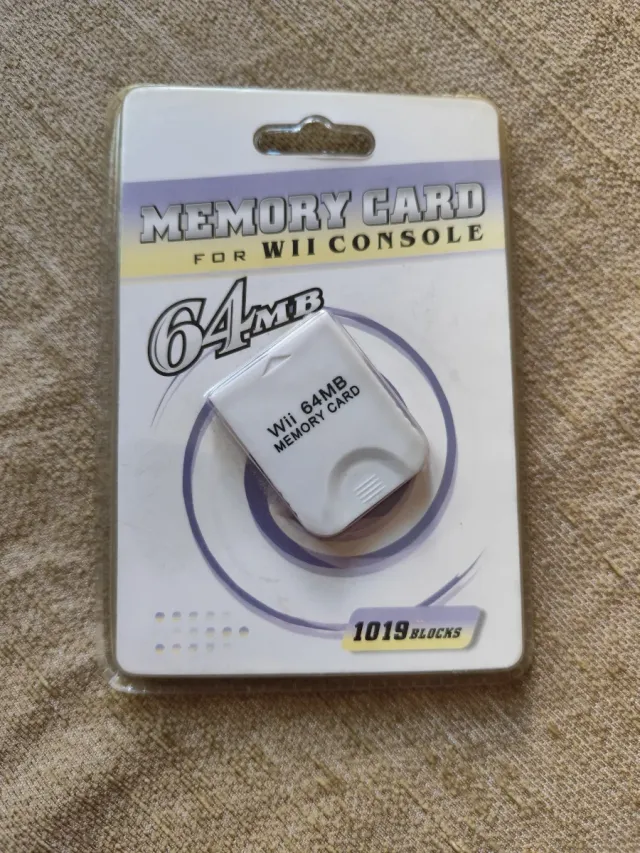 MEMORY CARD
FOR WII CONSOLE
64MB
Wii 64MB
MEMORY CARD
1019 BLOCKS